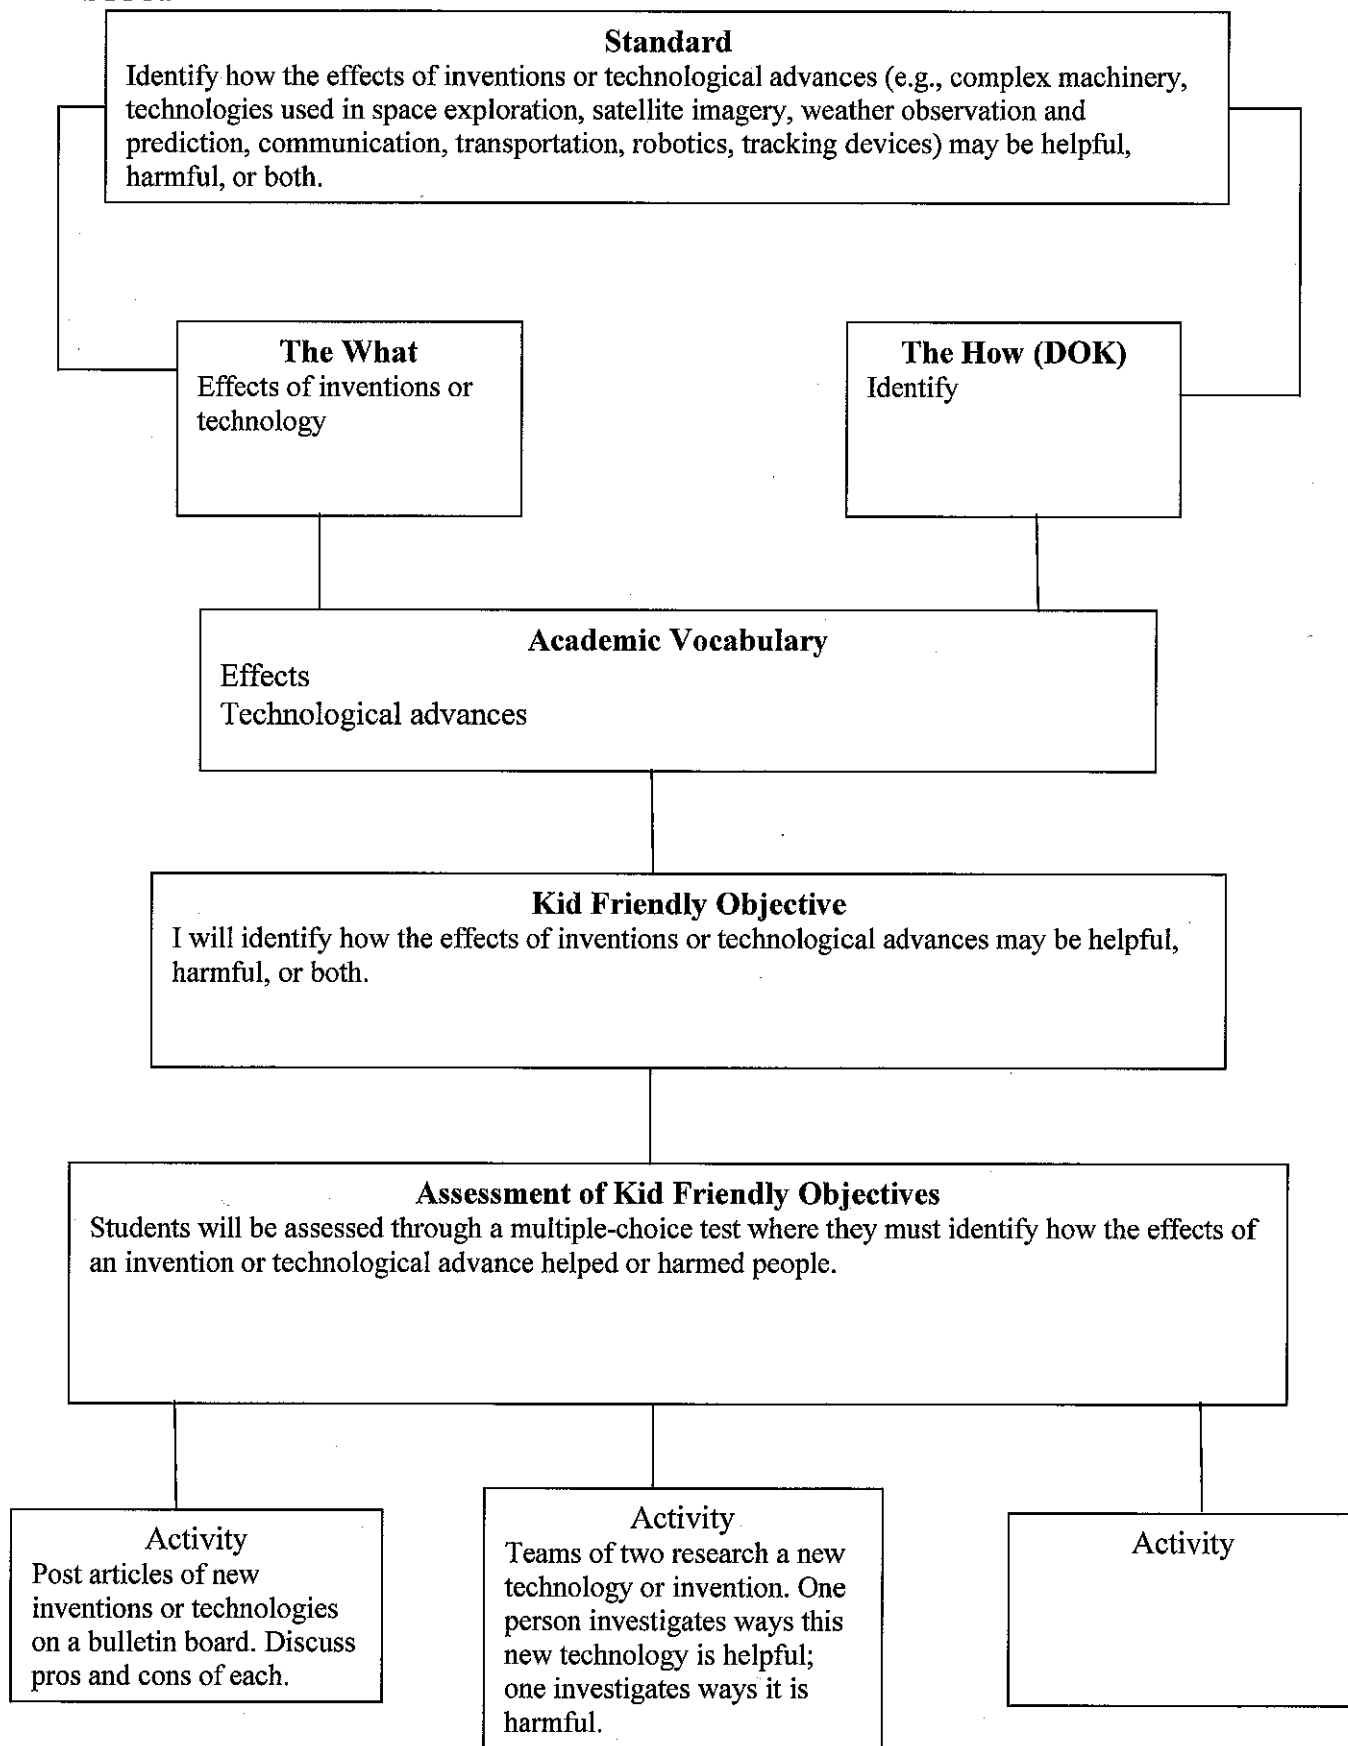 Standard
Identify how the effects of inventions or technological advances (e.g., complex machinery,
technologies used in space exploration, satellite imagery, weather observation and
prediction, communication, transportation, robotics, tracking devices) may be helpful,
harmful, or both.
The What
Effects of inventions or
technology
The How (DOK)
Identify
Academic Vocabulary
Effects
Technological advances
Kid Friendly Objective
I will identify how the effects of inventions or technological advances may be helpful,
harmful, or both.
Assessment of Kid Friendly Objectives
Students will be assessed through a multiple-choice test where they must identify how the effects of
an invention or technological advance helped or harmed people.
Activity
Post articles of new
inventions or technologies
on a bulletin board. Discuss
pros and cons of each.
Activity
Teams of two research a new
technology or invention. One
person investigates ways this
new technology is helpful;
one investigates ways it is
harmful.
Activity